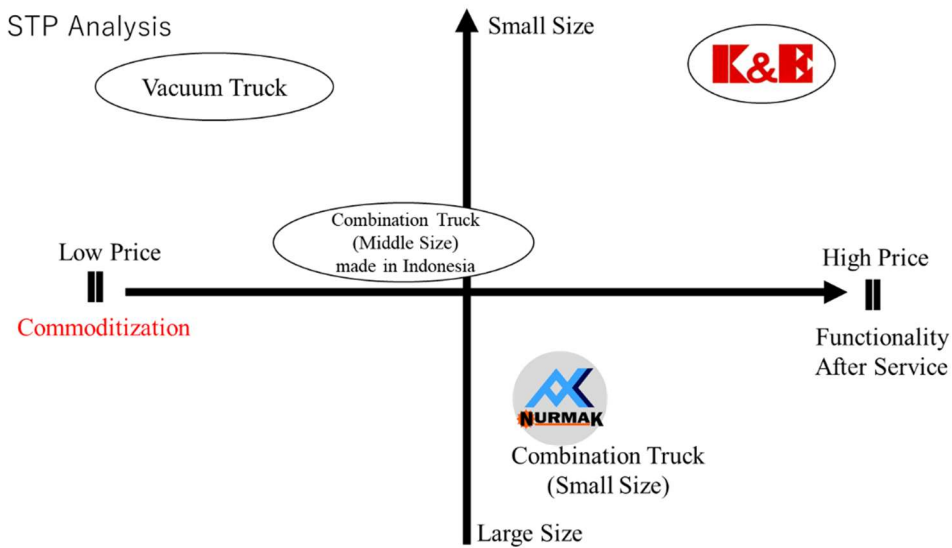 STP Analysis
Small Size
K&E
Vacuum Truck
Combination Truck
(Middle Size)
made in Indonesia
Low Price
High Price
Commoditization
Functionality
After Service
NURMAK
Combination Truck
(Small Size)
Large Size